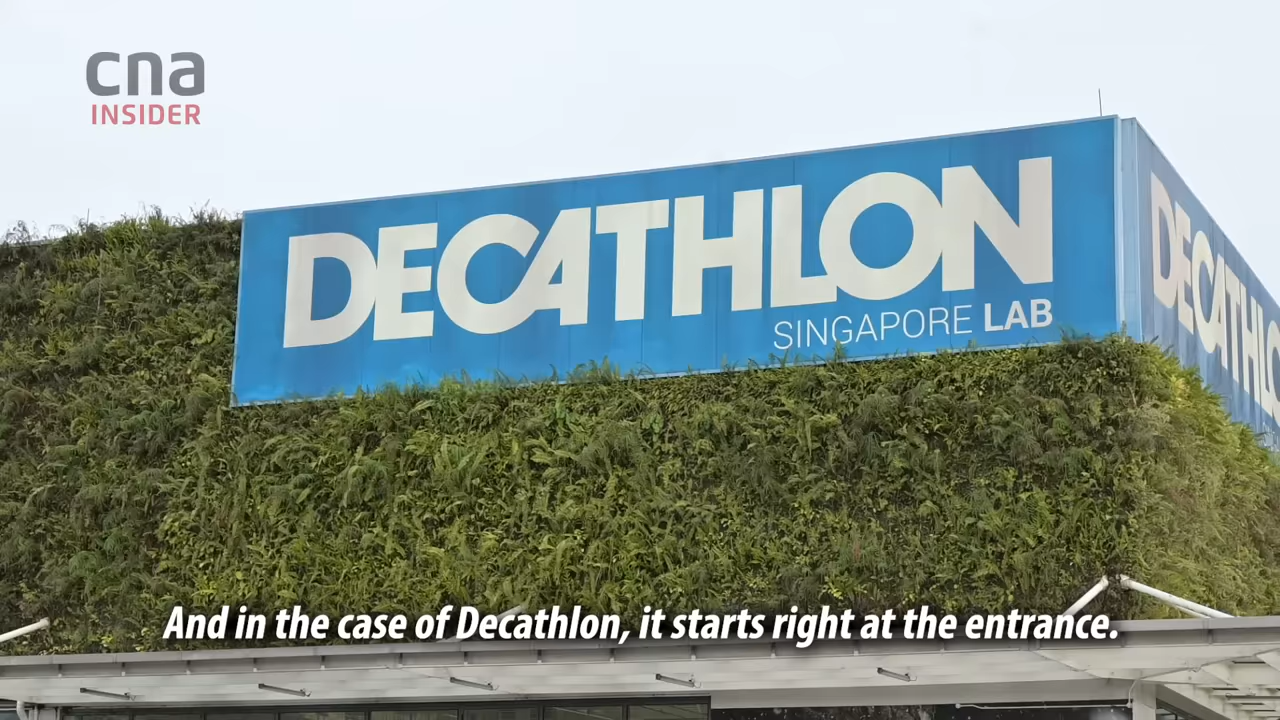 cna
INSIDER
DECATHLON
SINGAPORE LAB
DECATHLO
And in the case of Decathlon, it starts right at the entrance.